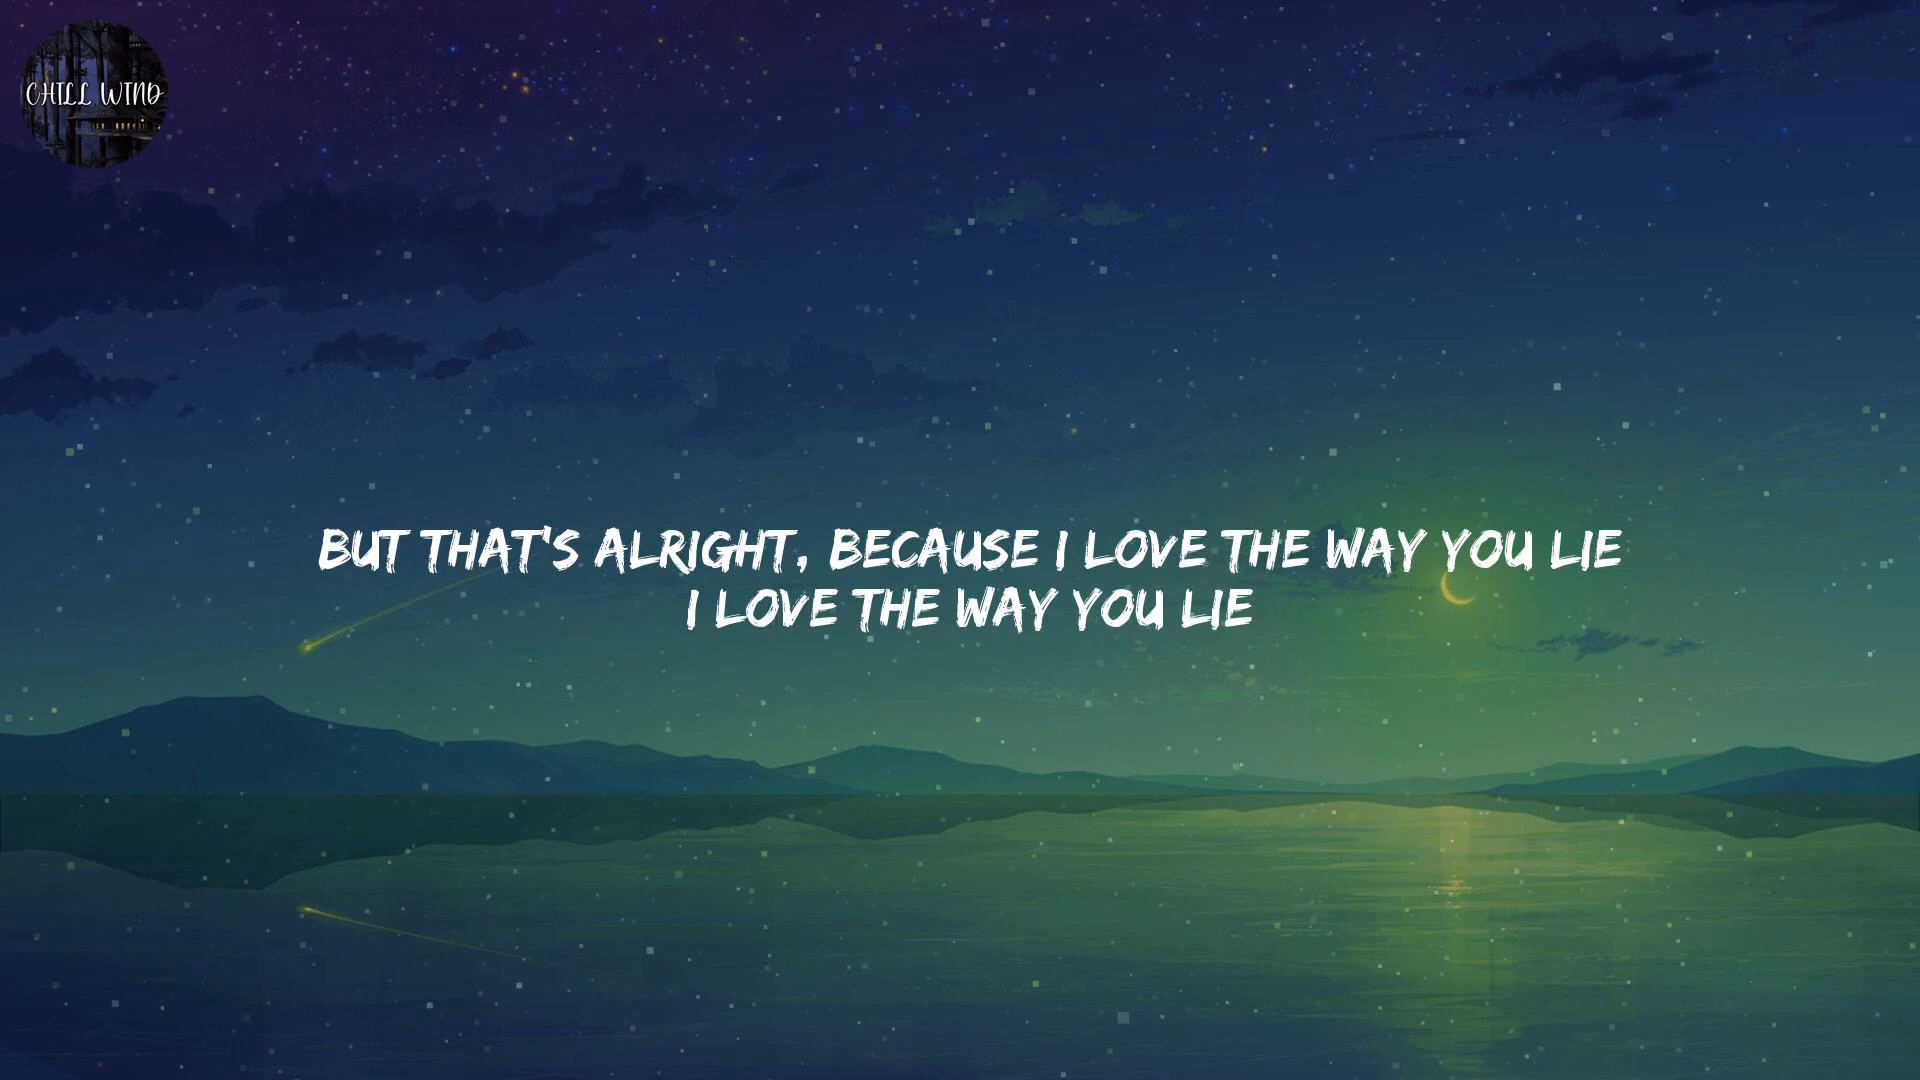 CHILL WIND
BUT THAT'S ALRIGHT, BECAUSE I LOVE THE WAY YOU LIE
I LOVE THE WAY YOU LIE